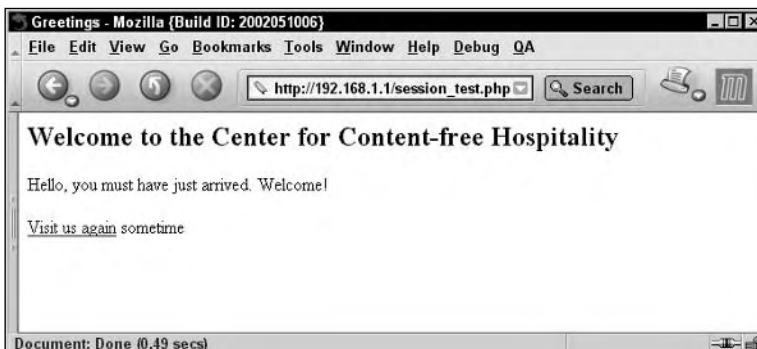 Greetings - Mozilla {Build ID: 2002051006}
File Edit View Go Bookmarks Tools Window Help Debug QA
http://192.168.1.1/session_test.php Search
Welcome to the Center for Content-free Hospitality
Hello, you must have just arrived. Welcome!
Visit us again sometime
Document: Done (0.49 secs)